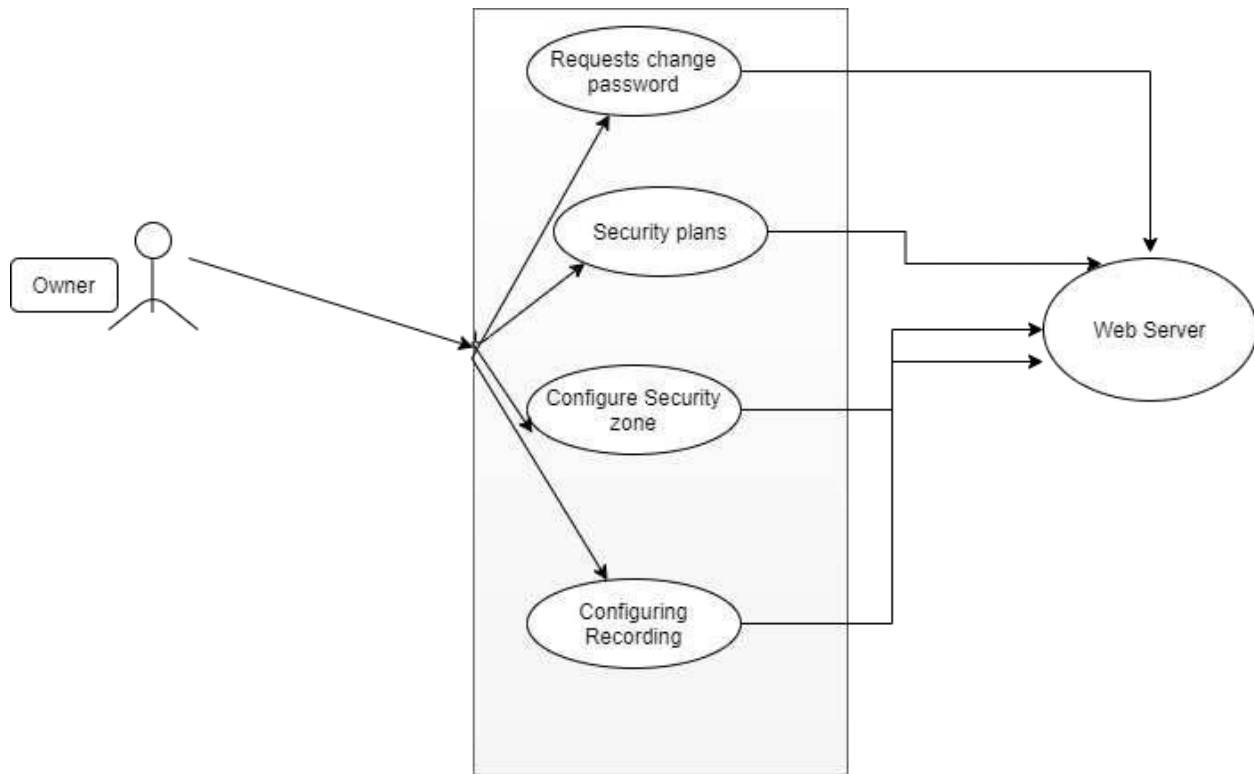 Requests change
password
Security plans
Owner
Web Server
Configure Security
zone
Configuring
Recording